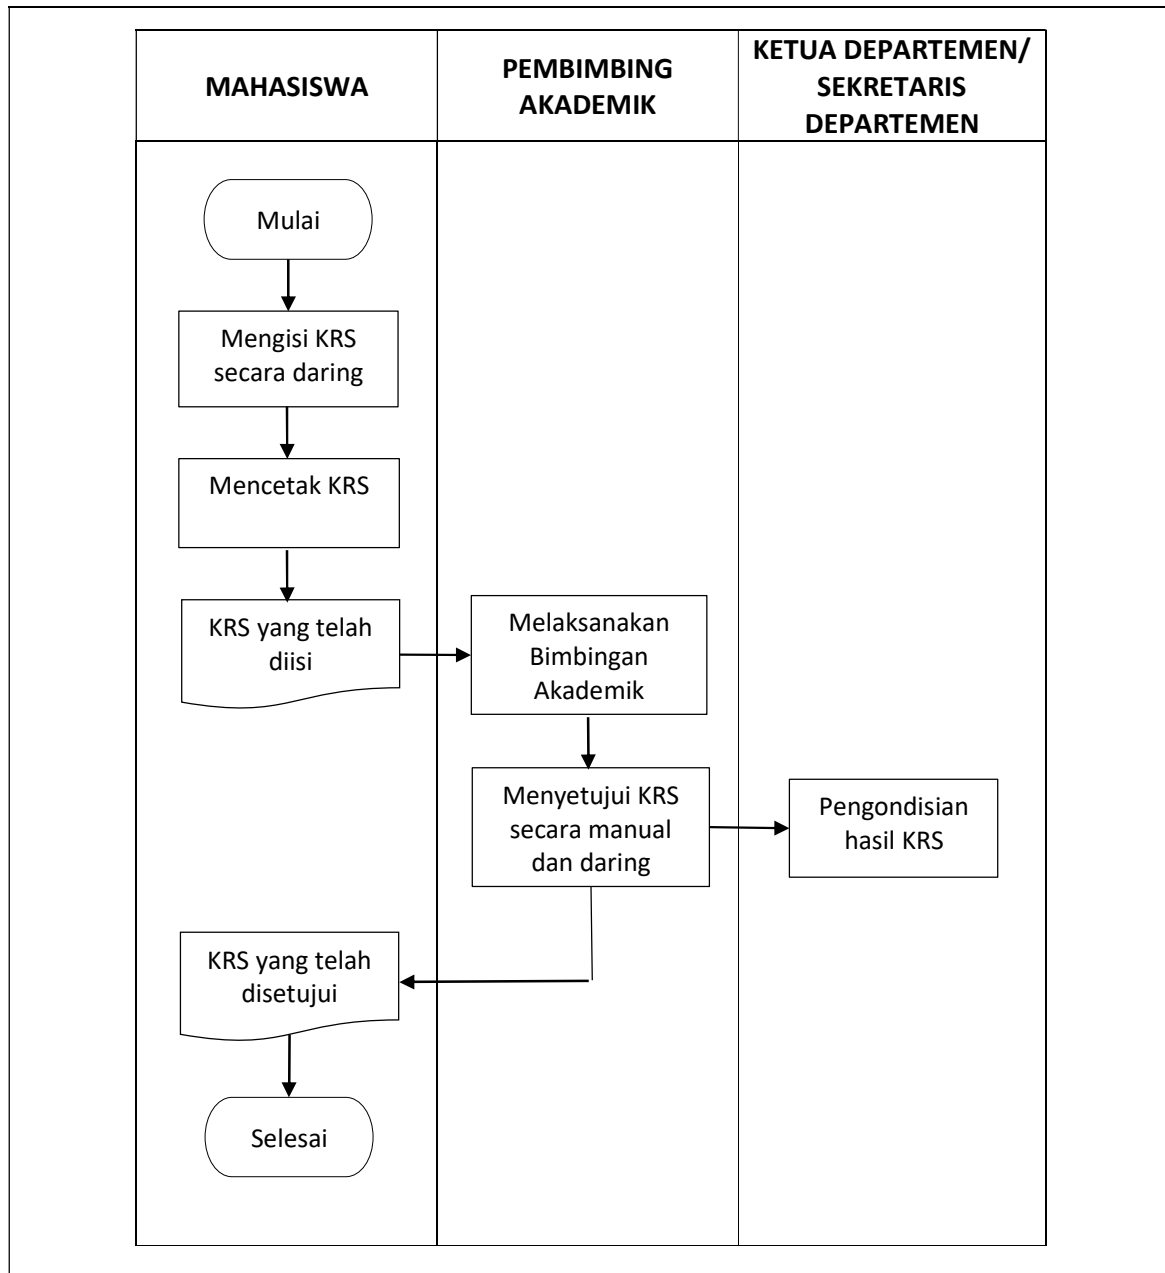 MAHASISWA
PEMBIMBING
AKADEMIK
KETUA DEPARTEMEN/
SEKRETARIS
DEPARTEMEN
Mulai
Mengisi KRS
secara daring
Mencetak KRS
KRS yang telah
diisi
Melaksanakan
Bimbingan
Akademik
Menyetujui KRS
secara manual
dan daring
Pengondisian
hasil KRS
KRS yang telah
disetujui
Selesai